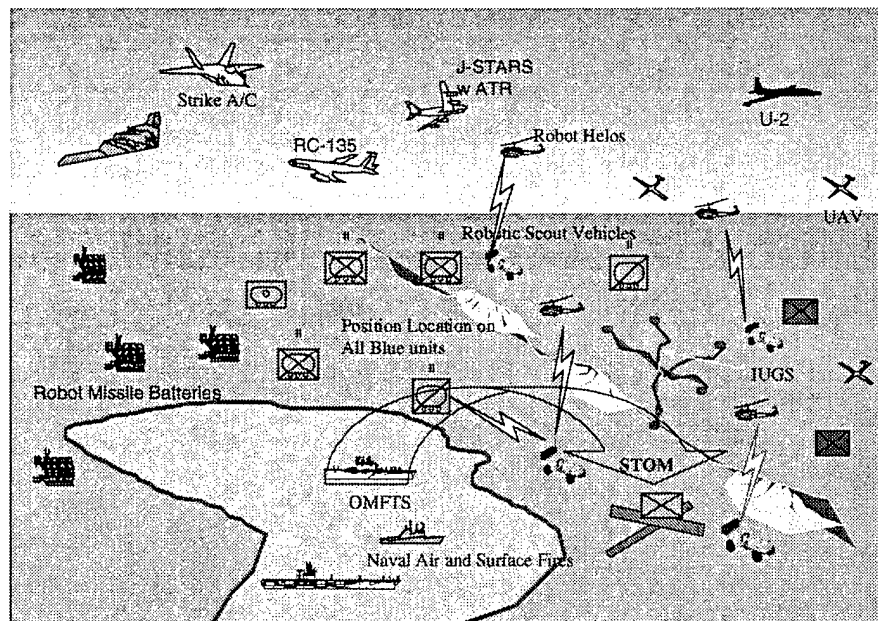 J-STARS
w ATR
Strike A/C
U-2
RC-135
Robot Helos
UAV
Robotic Scout Vehicles
Position Location on
All Blue units
IUGS
Robot Missile Batteries
STOM
OMFTS
Naval Air and Surface Fires